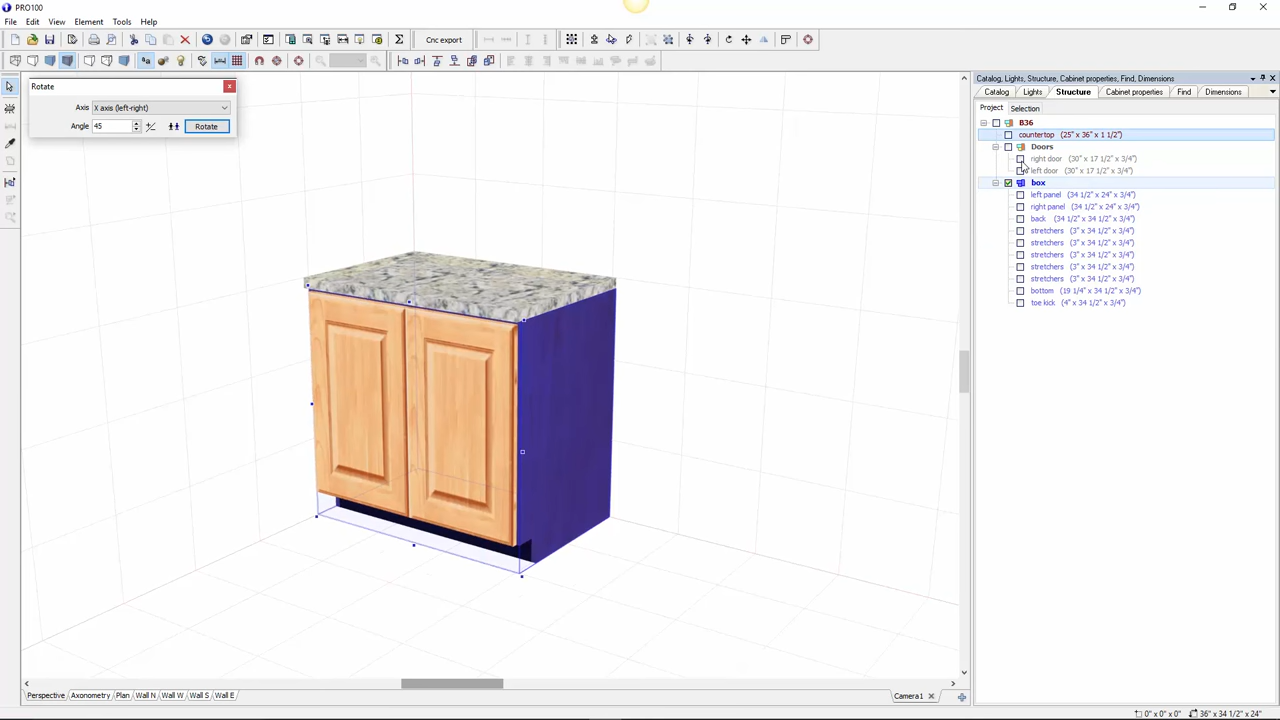 PRO100
File Edit View Element Tools Help
Cnc export
Rotate
Axis X axis (left-right)
Angle 45 Rotate
Catalog, Lights, Structure, Cabinet properties, Find, Dimensions
Catalog Lights Structure Cabinet properties Find Dimensions
Project Selection
B36
countertop (25" x 36" x 1 1/2")
Doors
right door (30" x 17 1/2" x 3/4")
left door (30" x 17 1/2" x 3/4")
box
left panel (34 1/2" x 24" x 3/4")
right panel (34 1/2" x 24" x 3/4")
back (34 1/2" x 34 1/2" x 3/4")
stretchers (3" x 34 1/2" x 3/4")
stretchers (3" x 34 1/2" x 3/4")
stretchers (3" x 34 1/2" x 3/4")
stretchers (3" x 34 1/2" x 3/4")
stretchers (3" x 34 1/2" x 3/4")
bottom (19 1/4" x 34 1/2" x 3/4")
toe kick (4" x 34 1/2" x 3/4")
Perspective Axonometry Plan Wall N Wall W Wall S Wall E
Camera1
0" x 0" x 0" 36" x 34 1/2" x 24"